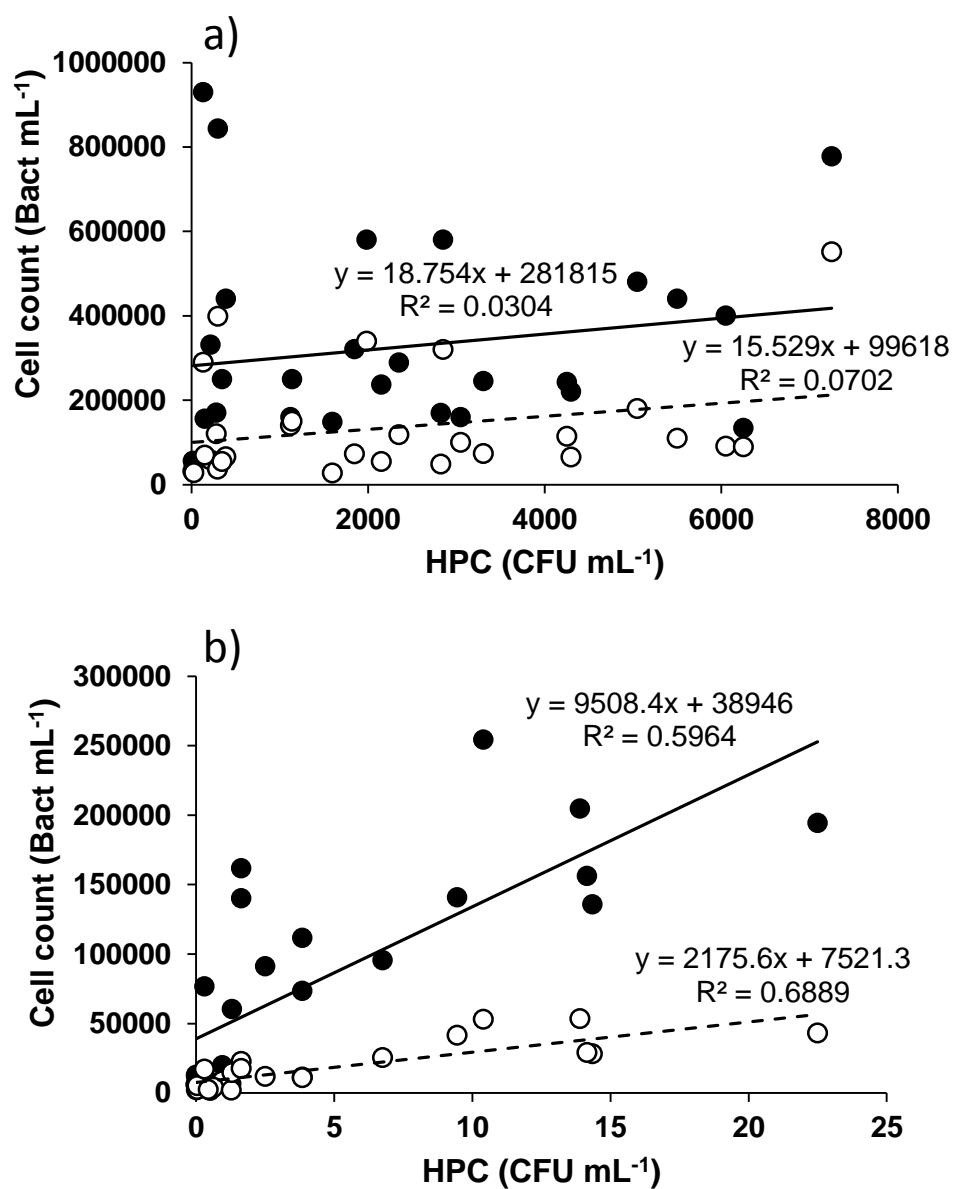 a)
Cell count (Bact mL-1)
1000000
800000
600000
400000
200000
0
y = 18.754x + 281815
R² = 0.0304
y = 15.529x + 99618
R² = 0.0702
0 2000 4000 6000 8000
HPC (CFU mL-1)
b)
Cell count (Bact mL-1)
300000
250000
200000
150000
100000
50000
0
y = 9508.4x + 38946
R² = 0.5964
y = 2175.6x + 7521.3
R² = 0.6889
0 5 10 15 20 25
HPC (CFU mL-1)